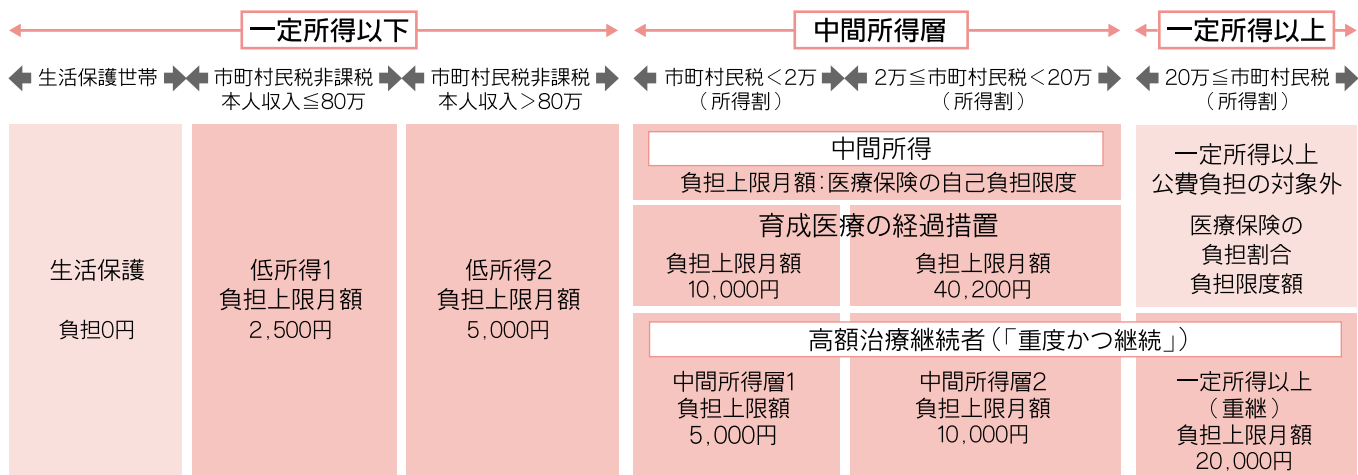 一定所得以下
中間所得層
一定所得以上
生活保護世帯
市町村民税非課税
本人収入≦80万
市町村民税非課税
本人収入>80万
市町村民税<2万
(所得割)
2万≦市町村民税<20万
(所得割)
20万≦市町村民税
(所得割)
生活保護
負担0円
低所得1
負担上限月額
2,500円
低所得2
負担上限月額
5,000円
中間所得
負担上限月額:医療保険の自己負担限度
育成医療の経過措置
負担上限月額
10,000円
負担上限月額
40,200円
一定所得以上
公費負担の対象外
医療保険の
負担割合
負担限度額
高額治療継続者(「重度かつ継続」)
中間所得層1
負担上限額
5,000円
中間所得層2
負担上限月額
10,000円
一定所得以上
(重継)
負担上限月額
20,000円